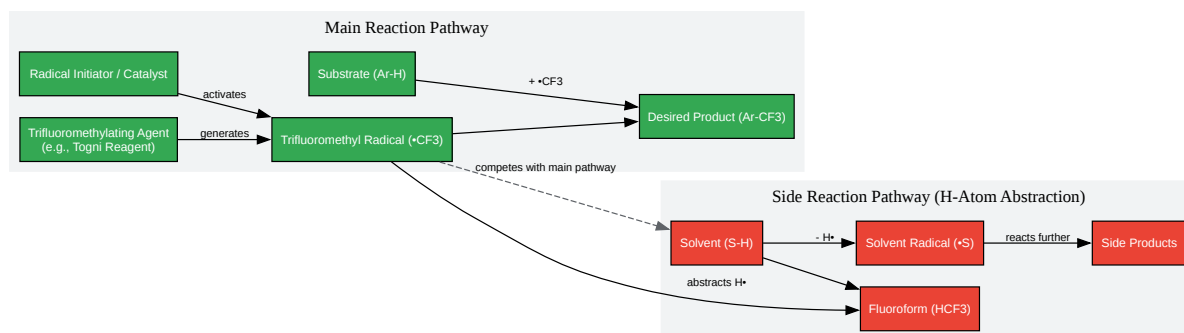 Main Reaction Pathway
Radical Initiator / Catalyst
Substrate (Ar-H)
+ •CF3
activates
Desired Product (Ar-CF3)
Trifluoromethylating Agent
(e.g., Togni Reagent)
generates
Trifluoromethyl Radical (•CF3)
competes with main pathway
Side Reaction Pathway (H-Atom Abstraction)
Solvent (S-H)
- H•
Solvent Radical (•S)
reacts further
Side Products
abstracts H•
Fluoroform (HCF3)